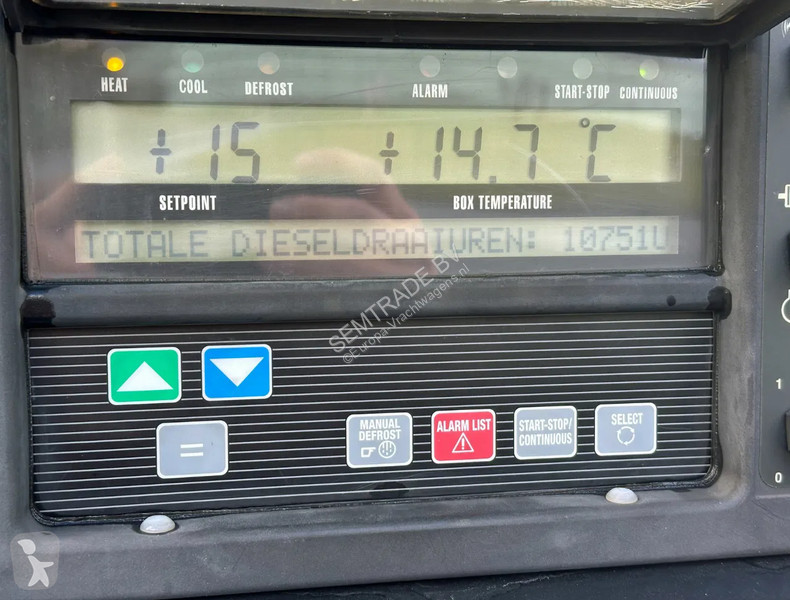 HEAT COOL DEFROST ALARM START-STOP CONTINUOUS
+15 +14.7 °C
SETPOINT BOX TEMPERATURE
TOTALE DIESELDRAAIUREN: 10751U
SEMTRADE BV
©Europa-Vrachtwagens.nl
MANUAL
DEFROST
ALARM LIST
START-STOP/
CONTINUOUS
SELECT
=
1
0